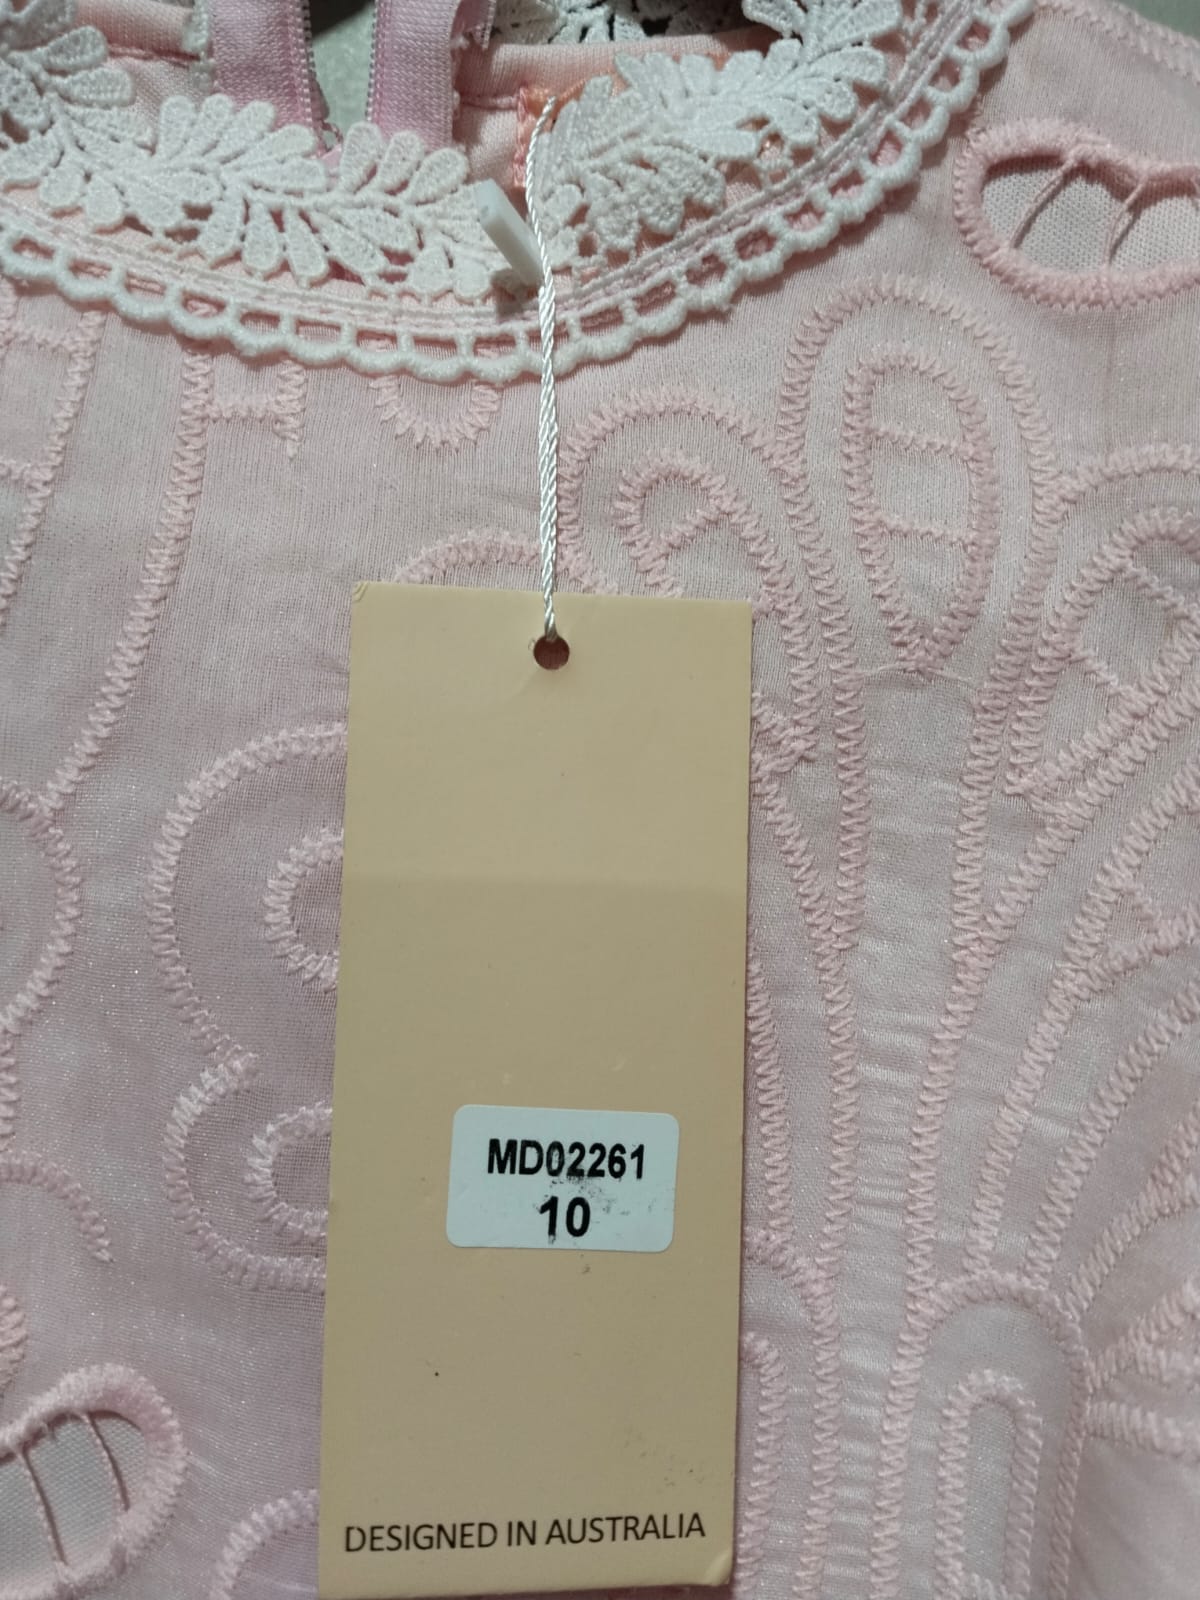 MD02261
10
DESIGNED IN AUSTRALIA